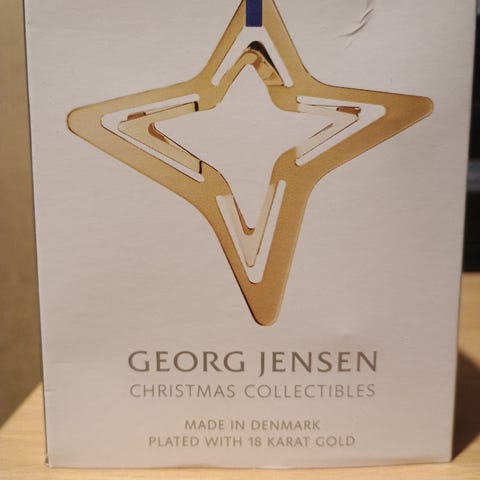 GEORG JENSEN
CHRISTMAS COLLECTIBLES
MADE IN DENMARK
PLATED WITH 18 KARAT GOLD